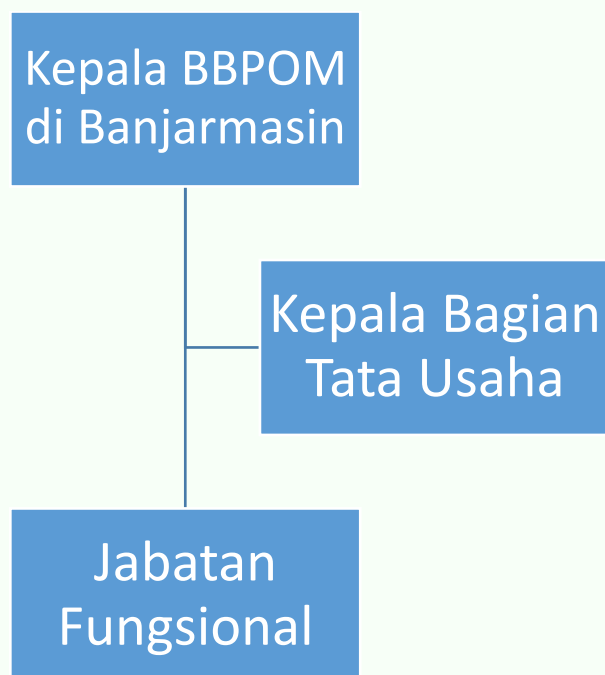 Kepala BBPOM
di Banjarmasin
Kepala Bagian
Tata Usaha
Jabatan
Fungsional